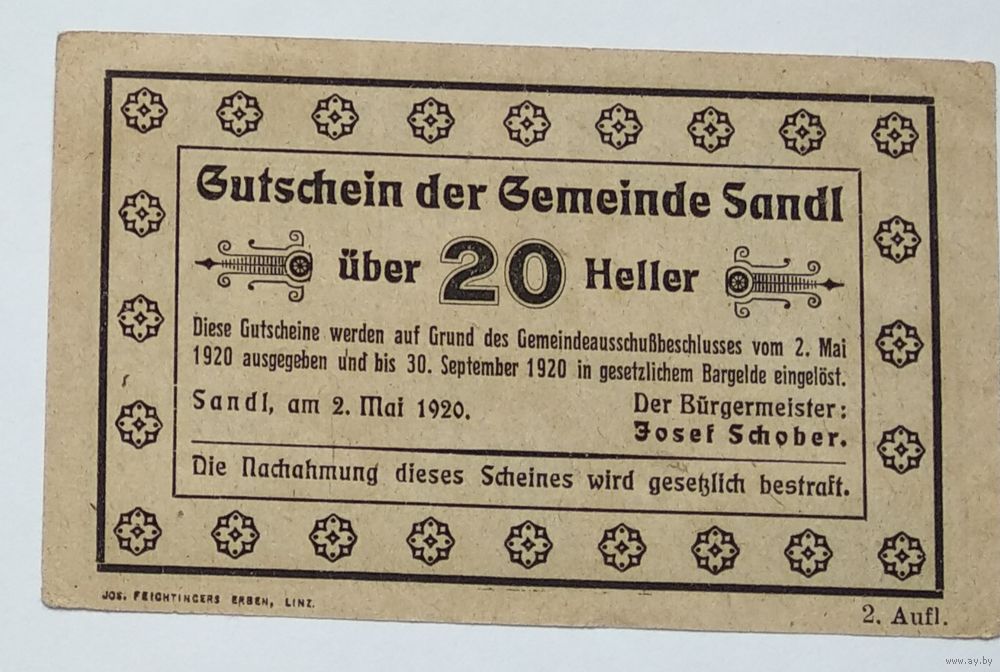 Gutschein der Gemeinde Sandl
über 20 Heller
Diese Gutscheine werden auf Grund des Gemeindeausschußbeschlusses vom 2. Mai
1920 ausgegeben und bis 30. September 1920 in gesetzlichem Bargelde eingelöst.
Sandl, am 2. Mai 1920.
Der Bürgermeister:
Josef Schober.
Die Nachahmung dieses Scheines wird gesetzlich bestraft.
JOS. FEICHTINGERS ERBEN, LINZ.
2. Aufl.
www.ay.by